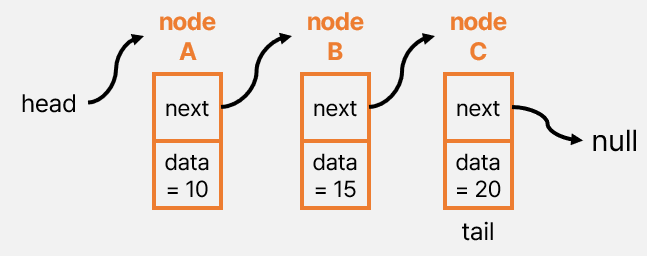 node
A
node
B
node
C
head
next
next
next
null
data
= 10
data
= 15
data
= 20
tail